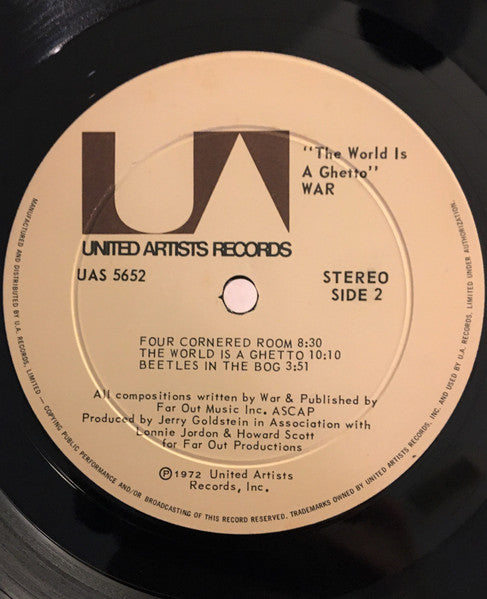 UA
"The World Is
A Ghetto"
WAR
UNITED ARTISTS RECORDS
UAS 5652
STEREO
SIDE 2
FOUR CORNERED ROOM 8:30
THE WORLD IS A GHETTO 10:10
BEETLES IN THE BOG 3:51
All compositions written by War & Published by
Far Out Music Inc. ASCAP
Produced by Jerry Goldstein in Association with
Lonnie Jordon & Howard Scott
for Far Out Productions
Ⓟ1972 United Artists
Records, Inc.
MANUFACTURED AND DISTRIBUTED BY U.A. RECORDS, LIMITED — COPYING PUBLIC PERFORMANCE AND/OR BROADCASTING OF THIS RECORD RESERVED. TRADEMARKS OWNED BY UNITED ARTISTS RECORDS, INC. AND USED BY U.A. RECORDS, LIMITED UNDER AUTHORIZATION.